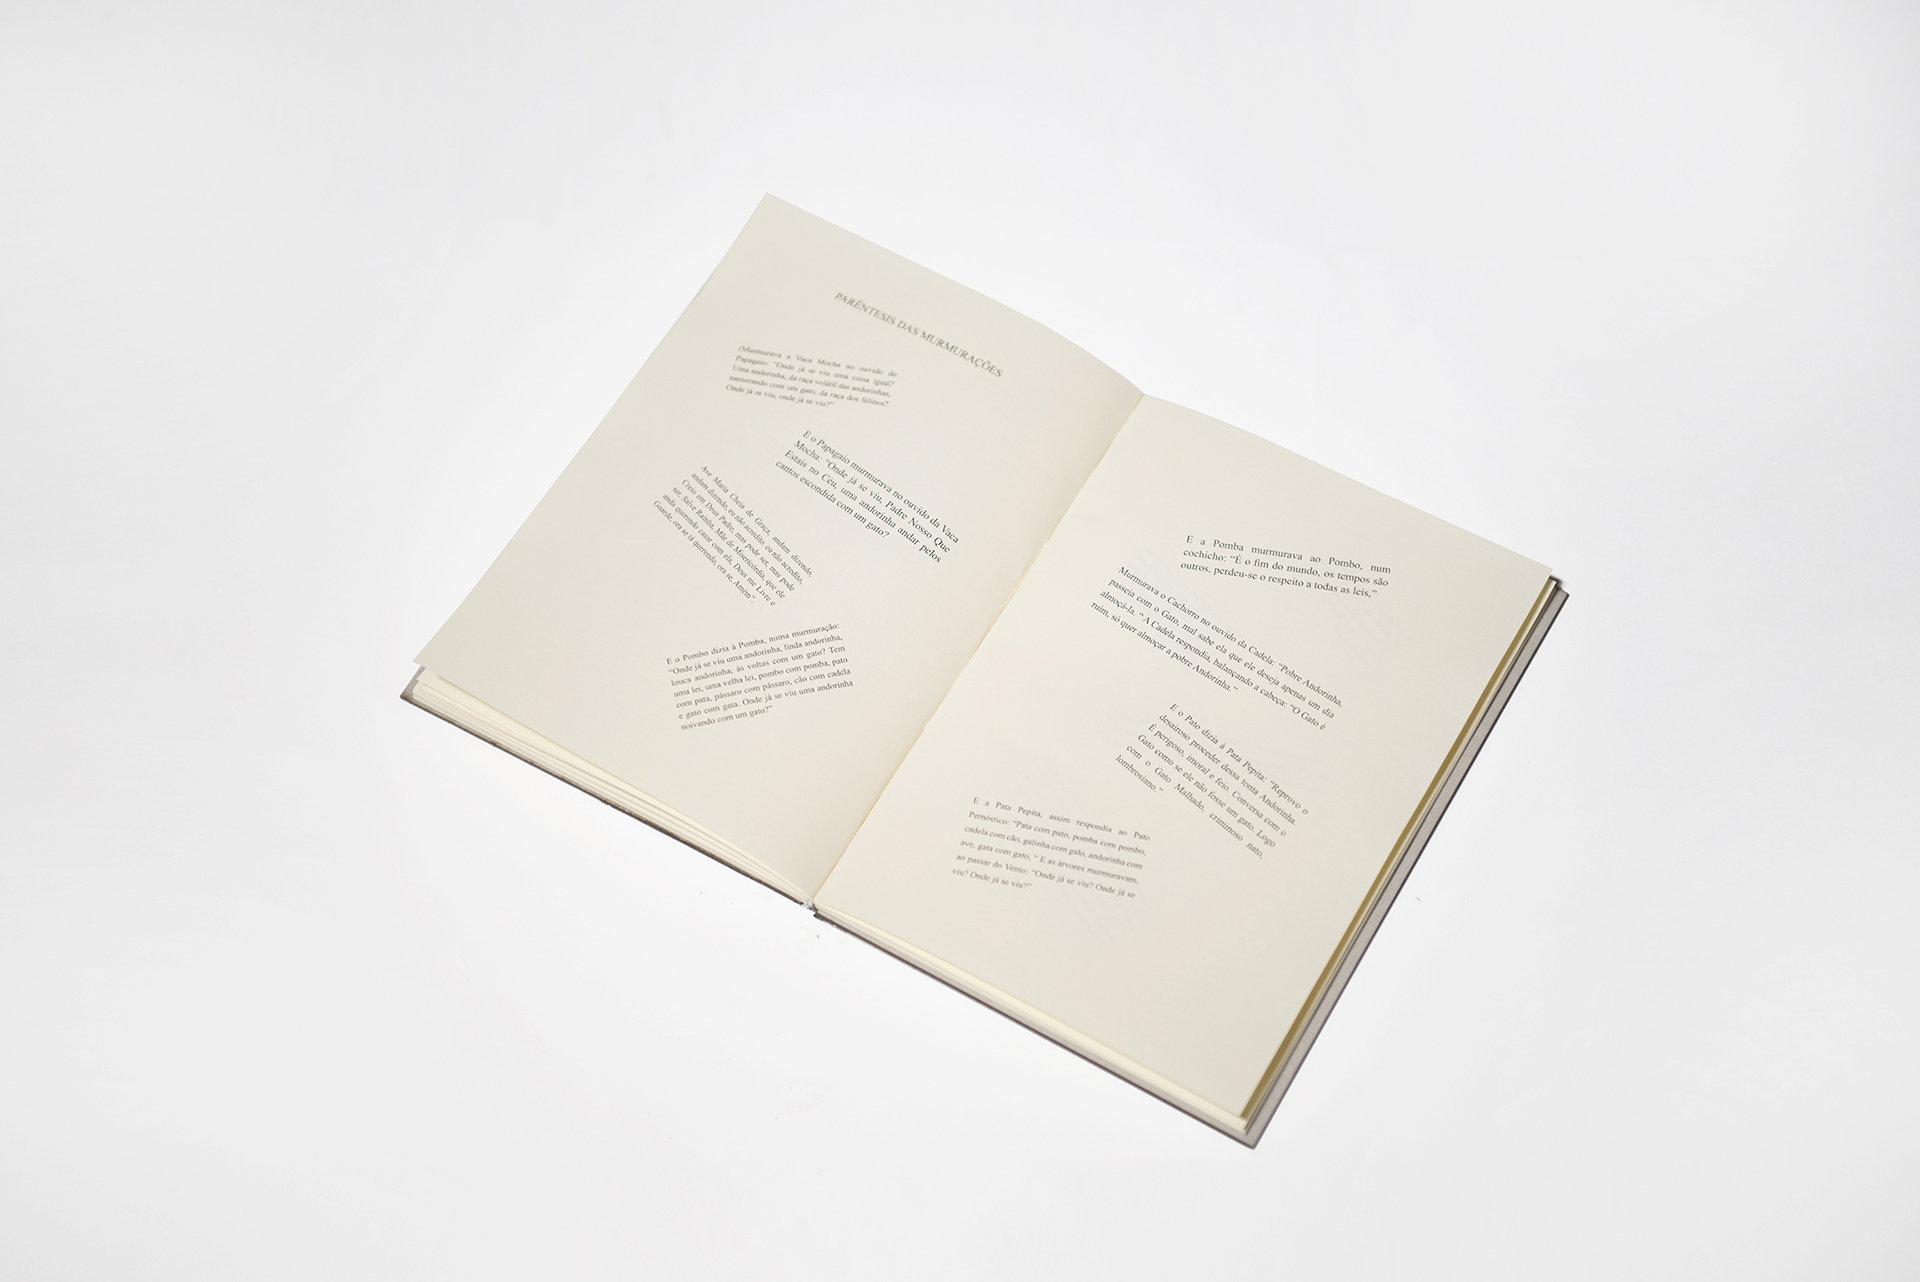 PARÊNTESIS DAS MURMURAÇÕES
(Murmurava a Vaca Mocha no ouvido do
Papagaio: “Onde já se viu uma coisa igual?
Uma andorinha, da raça volátil das andorinhas,
namorando com um gato, da raça dos felinos?
Onde já se viu, onde já se viu?”
E o Papagaio murmurava no ouvido da Vaca
Mocha: “Onde já se viu, Padre Nosso Que
Estais no Céu, uma andorinha andar pelos
cantos escondida com um gato?
Ave Maria Cheia de Graça, andam dizendo,
andam dizendo, eu não acredito, eu não acredito,
Creio em Deus Padre, mas pode ser, mas pode
ser, Salve Rainha, Mãe de Misericórdia, que ele
anda querendo casar com ela, Deus me Livre e
Guarde, ora se tá querendo, ora se, Amém”.
E o Pombo dizia à Pomba, numa murmuração:
“Onde já se viu uma andorinha, linda andorinha,
louca andorinha, às voltas com um gato? Tem
uma lei, uma velha lei, pombo com pomba, pato
com pata, pássaro com pássaro, cão com cadela
e gato com gata. Onde já se viu uma andorinha
noivando com um gato?”
E a Pomba murmurava ao Pombo, num
cochicho: “É o fim do mundo, os tempos são
outros, perdeu-se o respeito a todas as leis.”
Murmurava o Cachorro no ouvido da Cadela: “Pobre Andorinha,
passeia com o Gato, mal sabe ela que ele deseja apenas um dia
almoçá-la. “A Cadela respondia, balançando a cabeça: “O Gato é
ruim, só quer almoçar a pobre Andorinha.”
E o Pato dizia à Pata Pepita: “Reprovo o
desairoso proceder dessa tonta Andorinha.
É perigoso, imoral e feio. Conversa com o
Gato como se ele não fosse um gato. Logo
com o Gato Malhado, criminoso nato,
lombrosiano.”
E a Pata Pepita, assim respondia ao Pato
Pernóstico: “Pata com pato, pomba com pombo,
cadela com cão, galinha com galo, andorinha com
ave, gata com gato. “ E as árvores murmuravam,
ao passar do Vento: “Onde já se viu? Onde já se
viu? Onde já se viu?”